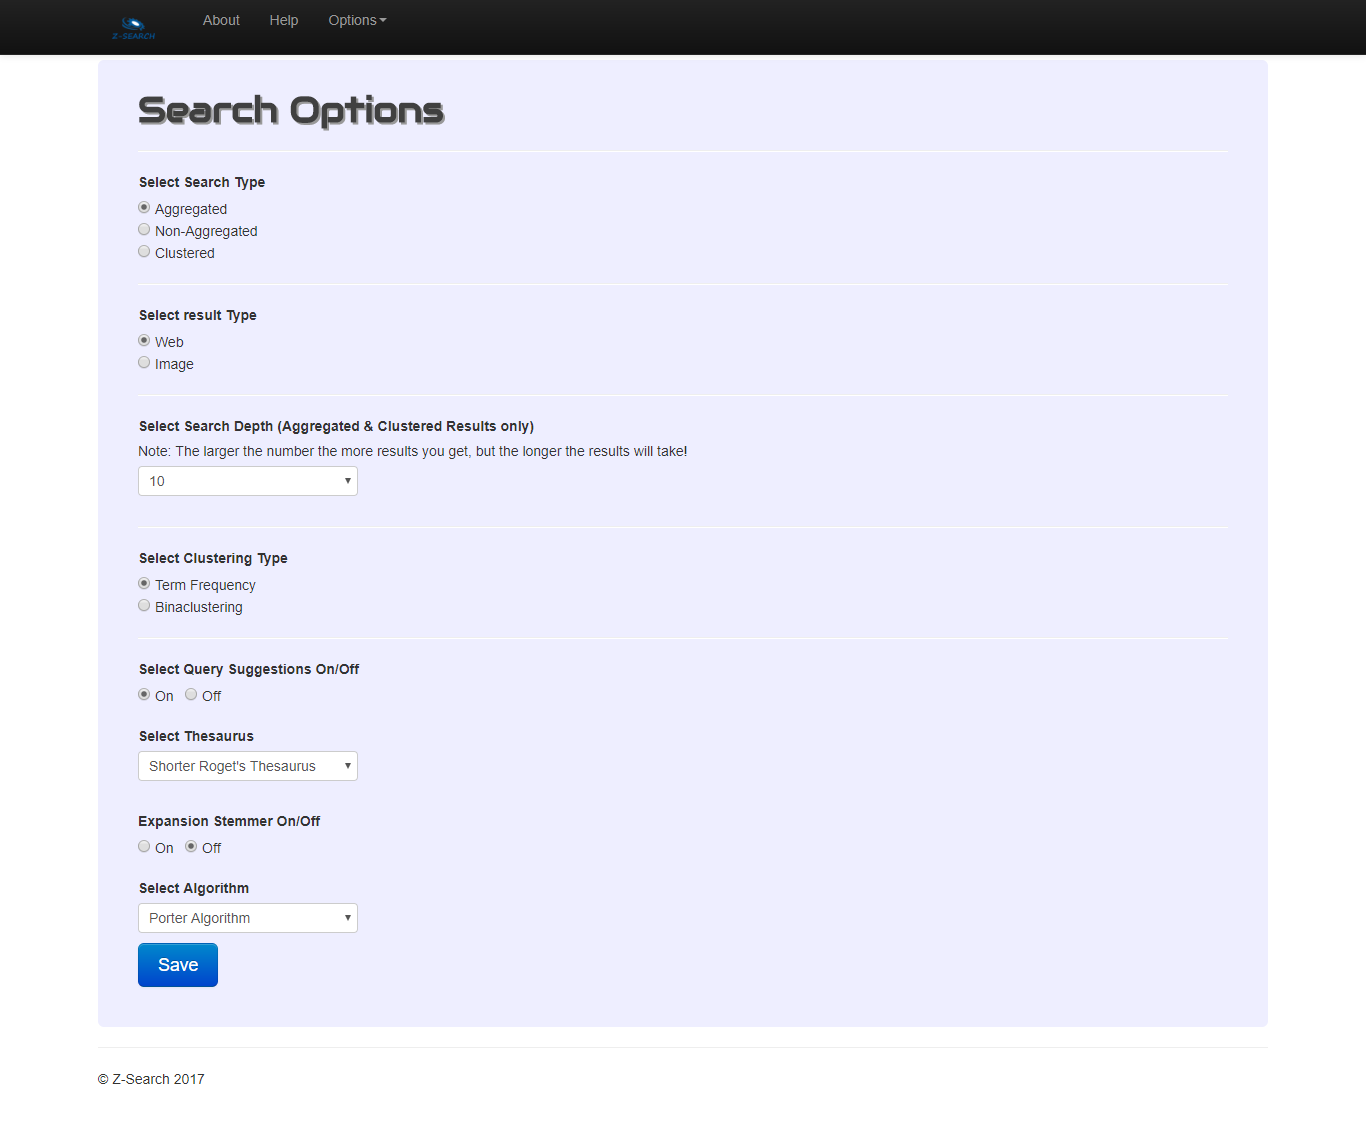 Z-SEARCH
About
Help
Options
Search Options
Select Search Type
Aggregated
Non-Aggregated
Clustered
Select result Type
Web
Image
Select Search Depth (Aggregated & Clustered Results only)
Note: The larger the number the more results you get, but the longer the results will take!
10
Select Clustering Type
Term Frequency
Binaclustering
Select Query Suggestions On/Off
On Off
Select Thesaurus
Shorter Roget's Thesaurus
Expansion Stemmer On/Off
On Off
Select Algorithm
Porter Algorithm
Save
© Z-Search 2017